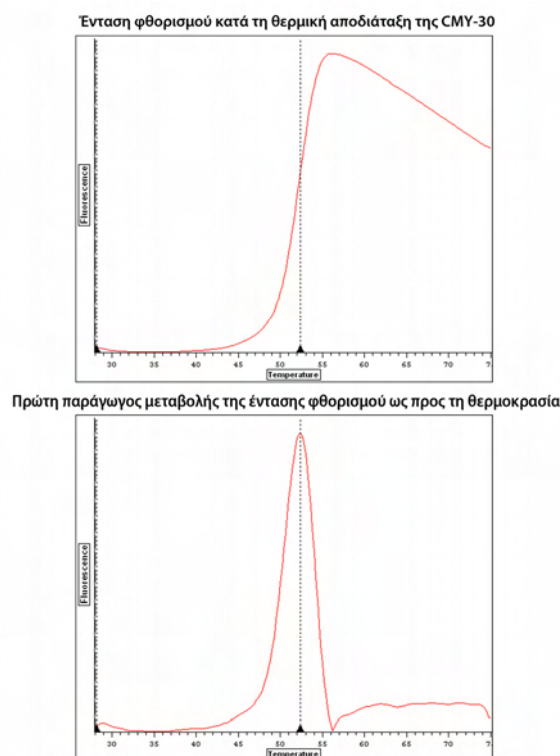 Ένταση φθορισμού κατά τη θερμική αποδιάταξη της CMY-30
Fluorescence
30 35 40 45 50 55 60 65 70 7
Temperature
Πρώτη παράγωγος μεταβολής της έντασης φθορισμού ως προς τη θερμοκρασία
Fluorescence
30 35 40 45 50 55 60 65 70 75
Temperature